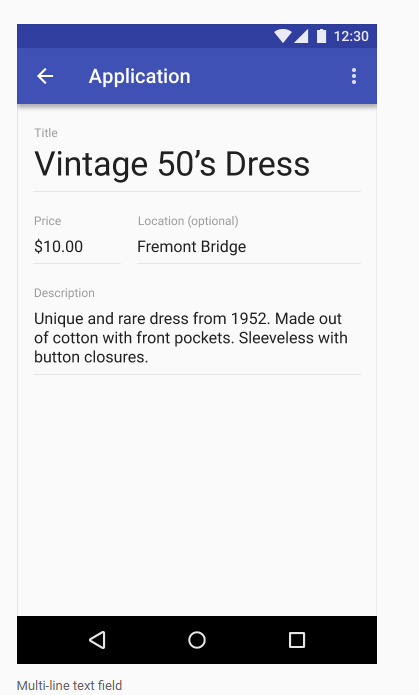 12:30
Application
Title
Vintage 50’s Dress
Price
Location (optional)
$10.00
Fremont Bridge
Description
Unique and rare dress from 1952. Made out
of cotton with front pockets. Sleeveless with
button closures.
Multi-line text field